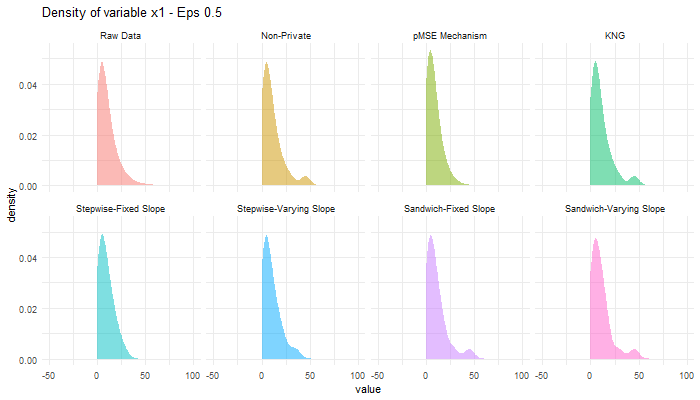 Density of variable x1 - Eps 0.5
Raw Data
Non-Private
pMSE Mechanism
KNG
0.04
0.02
0.00
density
Stepwise-Fixed Slope
Stepwise-Varying Slope
Sandwich-Fixed Slope
Sandwich-Varying Slope
0.04
0.02
0.00
-50 0 50 100 -50 0 50 100 -50 0 50 100 -50 0 50 100
value